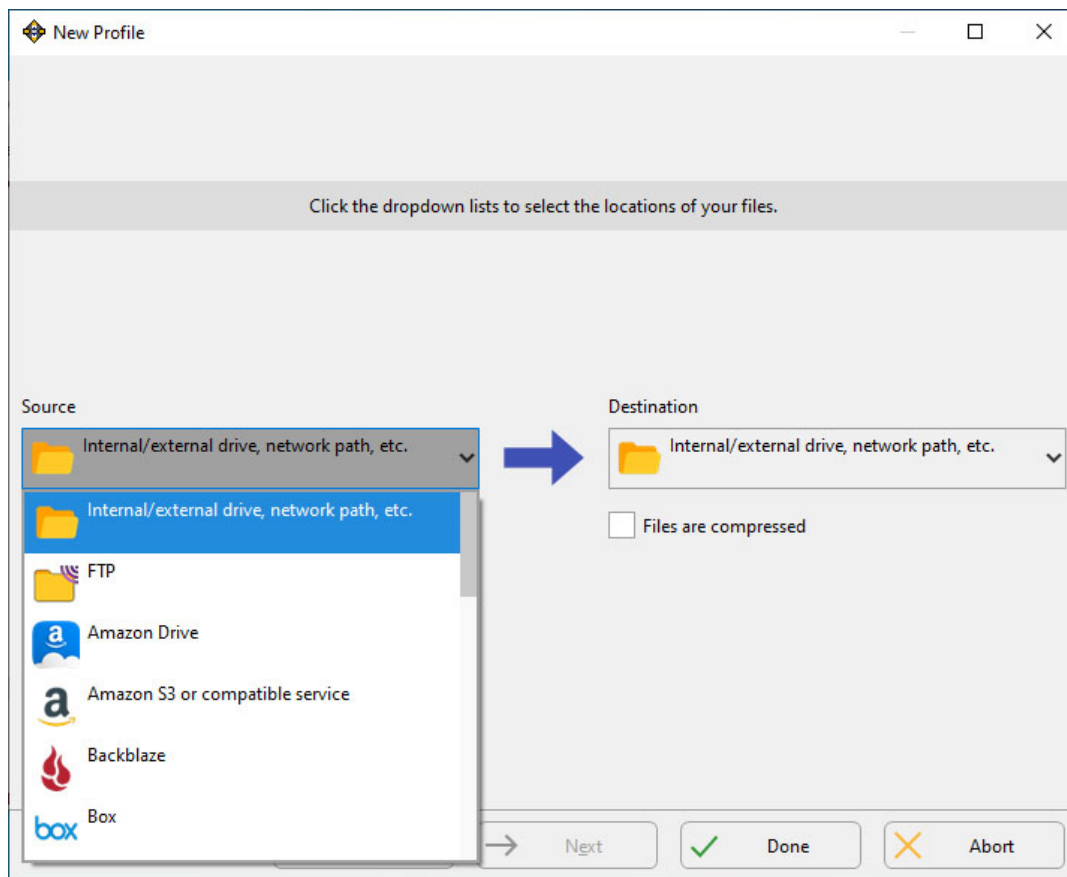 New Profile
Click the dropdown lists to select the locations of your files.
Source
Destination
Internal/external drive, network path, etc.
Internal/external drive, network path, etc.
Internal/external drive, network path, etc.
Files are compressed
FTP
a
Amazon Drive
a
Amazon S3 or compatible service
Backblaze
box
Box
Next
Done
Abort